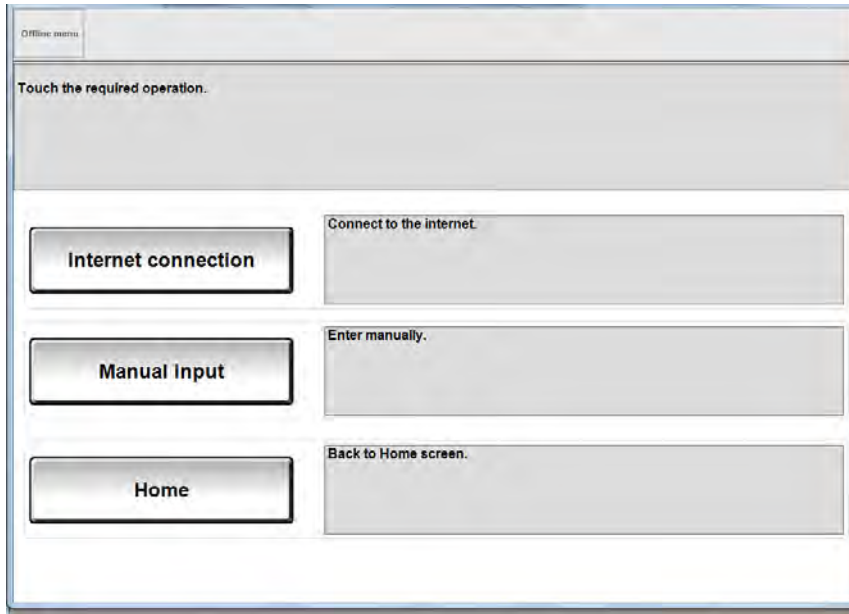 Offline menu
Touch the required operation.
Internet connection
Connect to the internet.
Manual input
Enter manually.
Home
Back to Home screen.